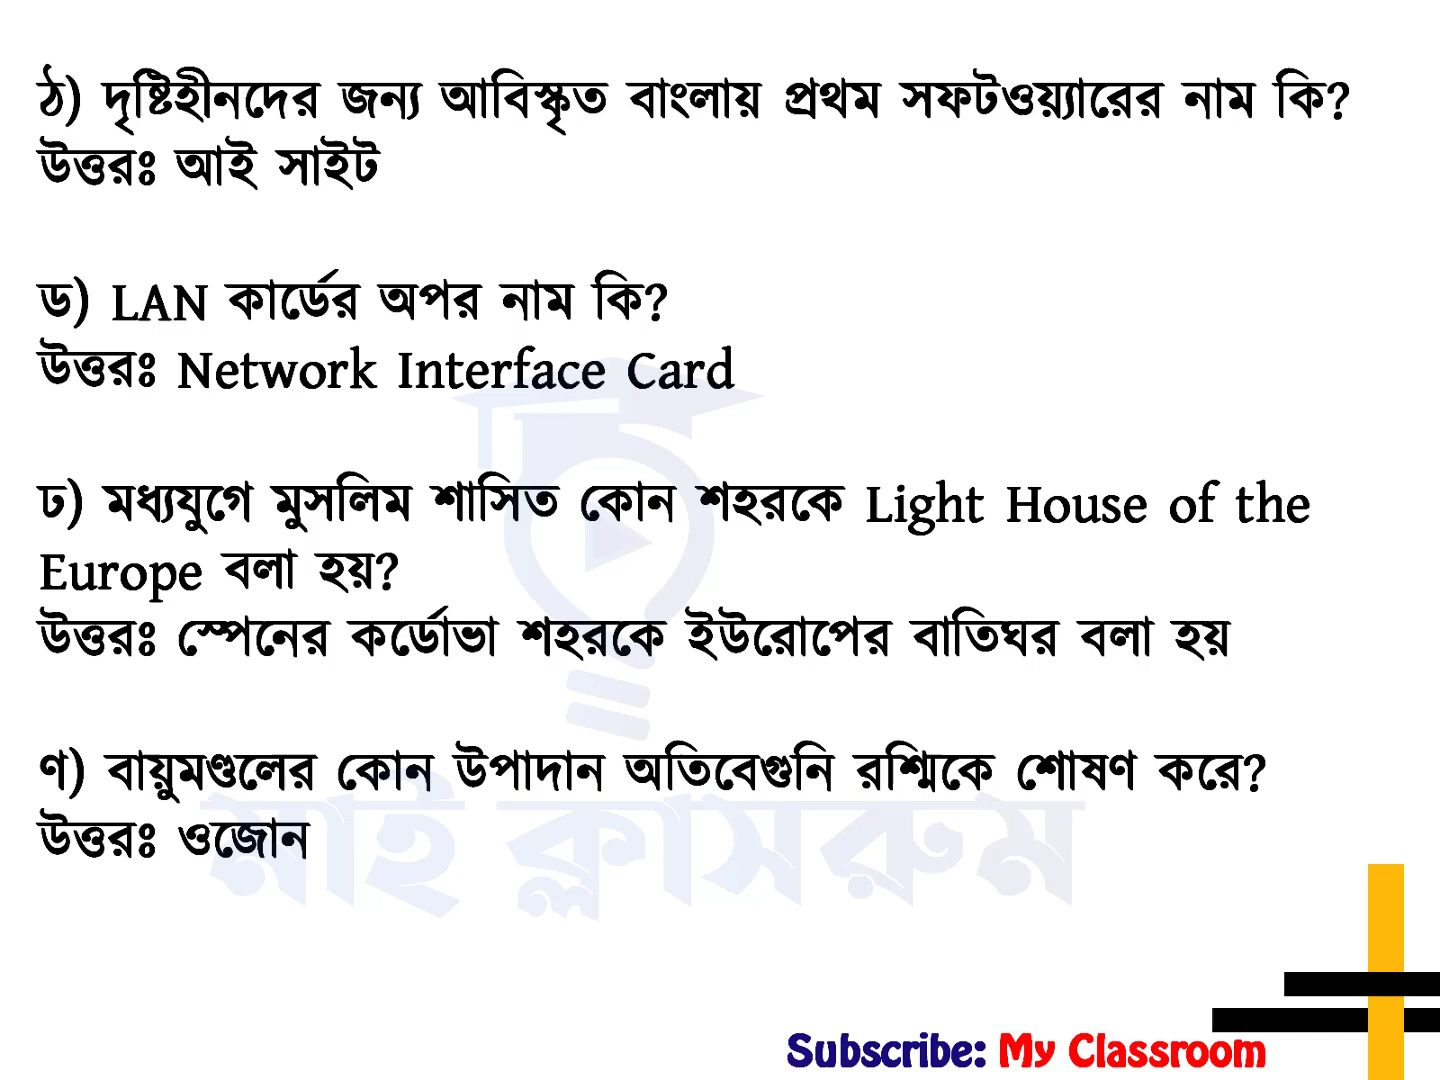 ঠ) দৃষ্টিহীনদের জন্য আবিস্কৃত বাংলায় প্রথম সফটওয়্যারের নাম কি?
উত্তরঃ আই সাইট
ড) LAN কার্ডের অপর নাম কি?
উত্তরঃ Network Interface Card
ঢ) মধ্যযুগে মুসলিম শাসিত কোন শহরকে Light House of the
Europe বলা হয়?
উত্তরঃ স্পেনের কর্ডোভা শহরকে ইউরোপের বাতিঘর বলা হয়
ণ) বায়ুমণ্ডলের কোন উপাদান অতিবেগুনি রশ্মিকে শোষণ করে?
উত্তরঃ ওজোন
মাই ক্লাসরুম
Subscribe: My Classroom